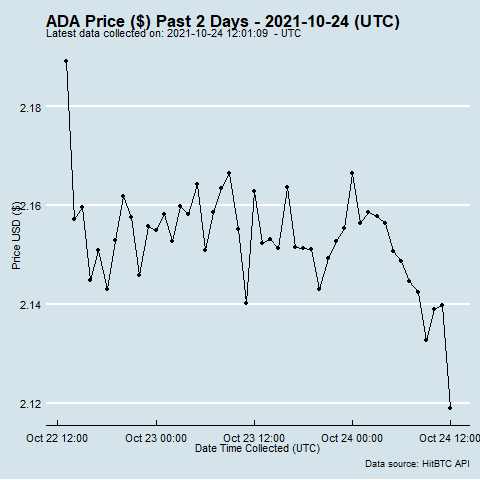 ADA Price ($) Past 2 Days - 2021-10-24 (UTC)
Latest data collected on: 2021-10-24 12:01:09 - UTC
Price USD ($)
2.18
2.16
2.14
2.12
Oct 22 12:00 Oct 23 00:00 Oct 23 12:00 Oct 24 00:00 Oct 24 12:00
Date Time Collected (UTC)
Data source: HitBTC API